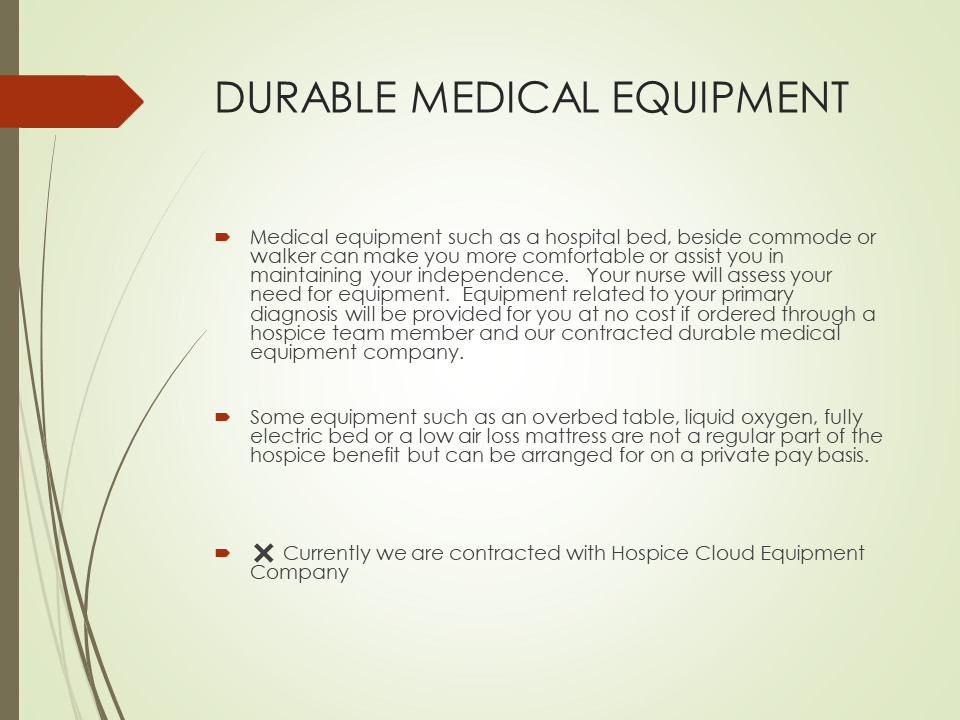 DURABLE MEDICAL EQUIPMENT
Medical equipment such as a hospital bed, beside commode or
walker can make you more comfortable or assist you in
maintaining your independence. Your nurse will assess your
need for equipment. Equipment related to your primary
diagnosis will be provided for you at no cost if ordered through a
hospice team member and our contracted durable medical
equipment company.
Some equipment such as an overbed table, liquid oxygen, fully
electric bed or a low air loss mattress are not a regular part of the
hospice benefit but can be arranged for on a private pay basis.
✖ Currently we are contracted with Hospice Cloud Equipment
Company